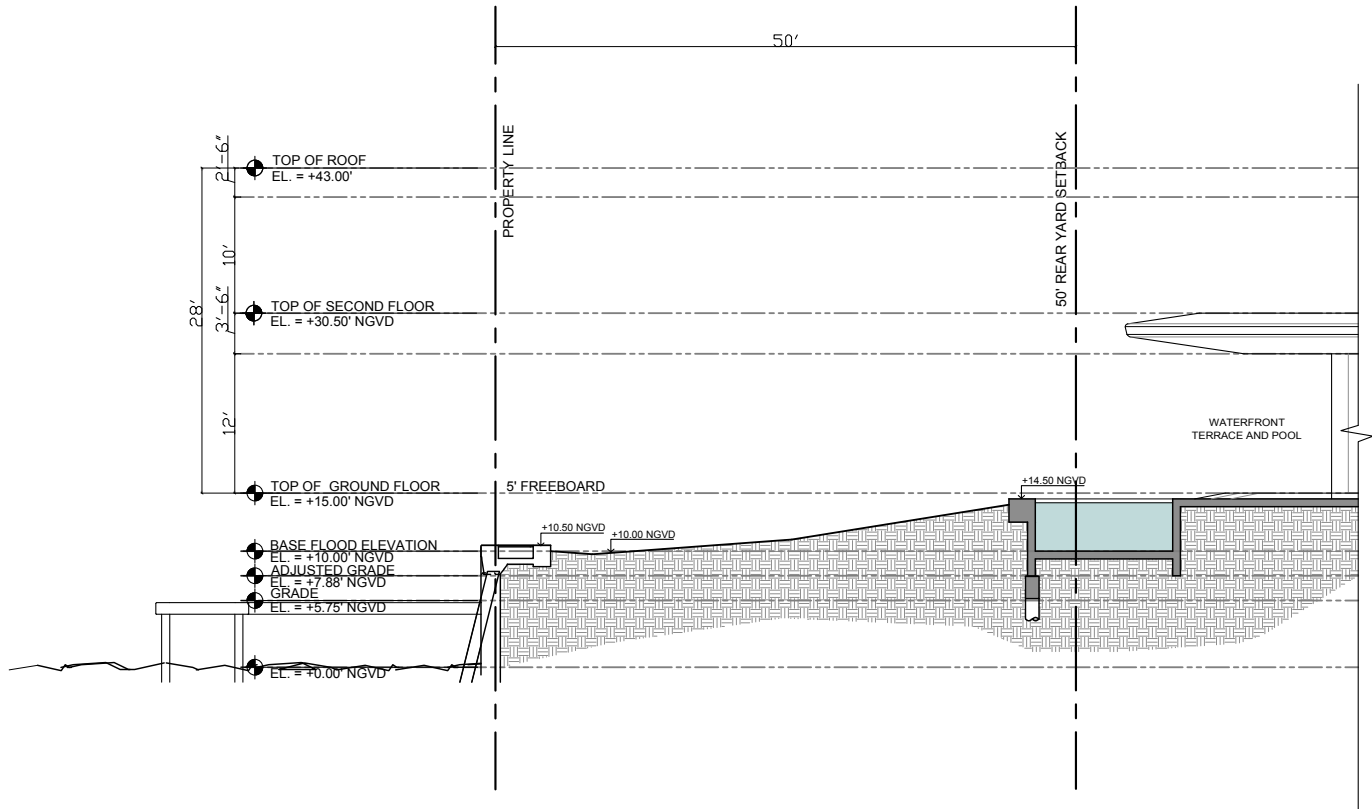 50'
PROPERTY LINE
50' REAR YARD SETBACK
2'-6"
TOP OF ROOF
EL. = +43.00'
10'
28'
3'-6"
TOP OF SECOND FLOOR
EL. = +30.50' NGVD
12'
WATERFRONT
TERRACE AND POOL
TOP OF GROUND FLOOR
EL. = +15.00' NGVD
5' FREEBOARD
+14.50 NGVD
+10.50 NGVD
+10.00 NGVD
BASE FLOOD ELEVATION
EL. = +10.00' NGVD
ADJUSTED GRADE
EL. = +7.88' NGVD
GRADE
EL. = +5.75' NGVD
EL. = +0.00' NGVD